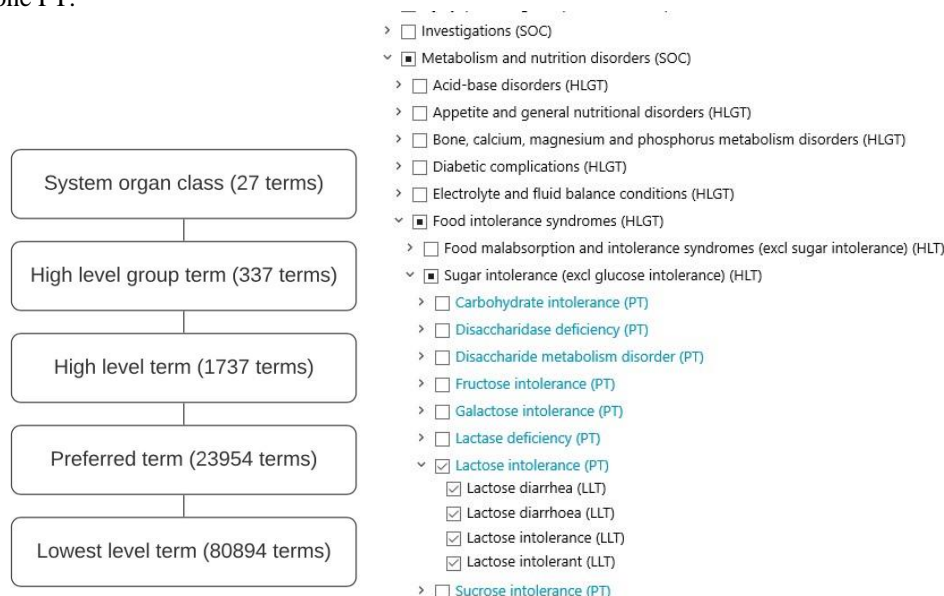 one PT.
System organ class (27 terms)
High level group term (337 terms)
High level term (1737 terms)
Preferred term (23954 terms)
Lowest level term (80894 terms)
Investigations (SOC)
Metabolism and nutrition disorders (SOC)
Acid-base disorders (HLGT)
Appetite and general nutritional disorders (HLGT)
Bone, calcium, magnesium and phosphorus metabolism disorders (HLGT)
Diabetic complications (HLGT)
Electrolyte and fluid balance conditions (HLGT)
Food intolerance syndromes (HLGT)
Food malabsorption and intolerance syndromes (excl sugar intolerance) (HLT)
Sugar intolerance (excl glucose intolerance) (HLT)
Carbohydrate intolerance (PT)
Disaccharidase deficiency (PT)
Disaccharide metabolism disorder (PT)
Fructose intolerance (PT)
Galactose intolerance (PT)
Lactase deficiency (PT)
Lactose intolerance (PT)
Lactose diarrhea (LLT)
Lactose diarrhoea (LLT)
Lactose intolerance (LLT)
Lactose intolerant (LLT)
Sucrose intolerance (PT)